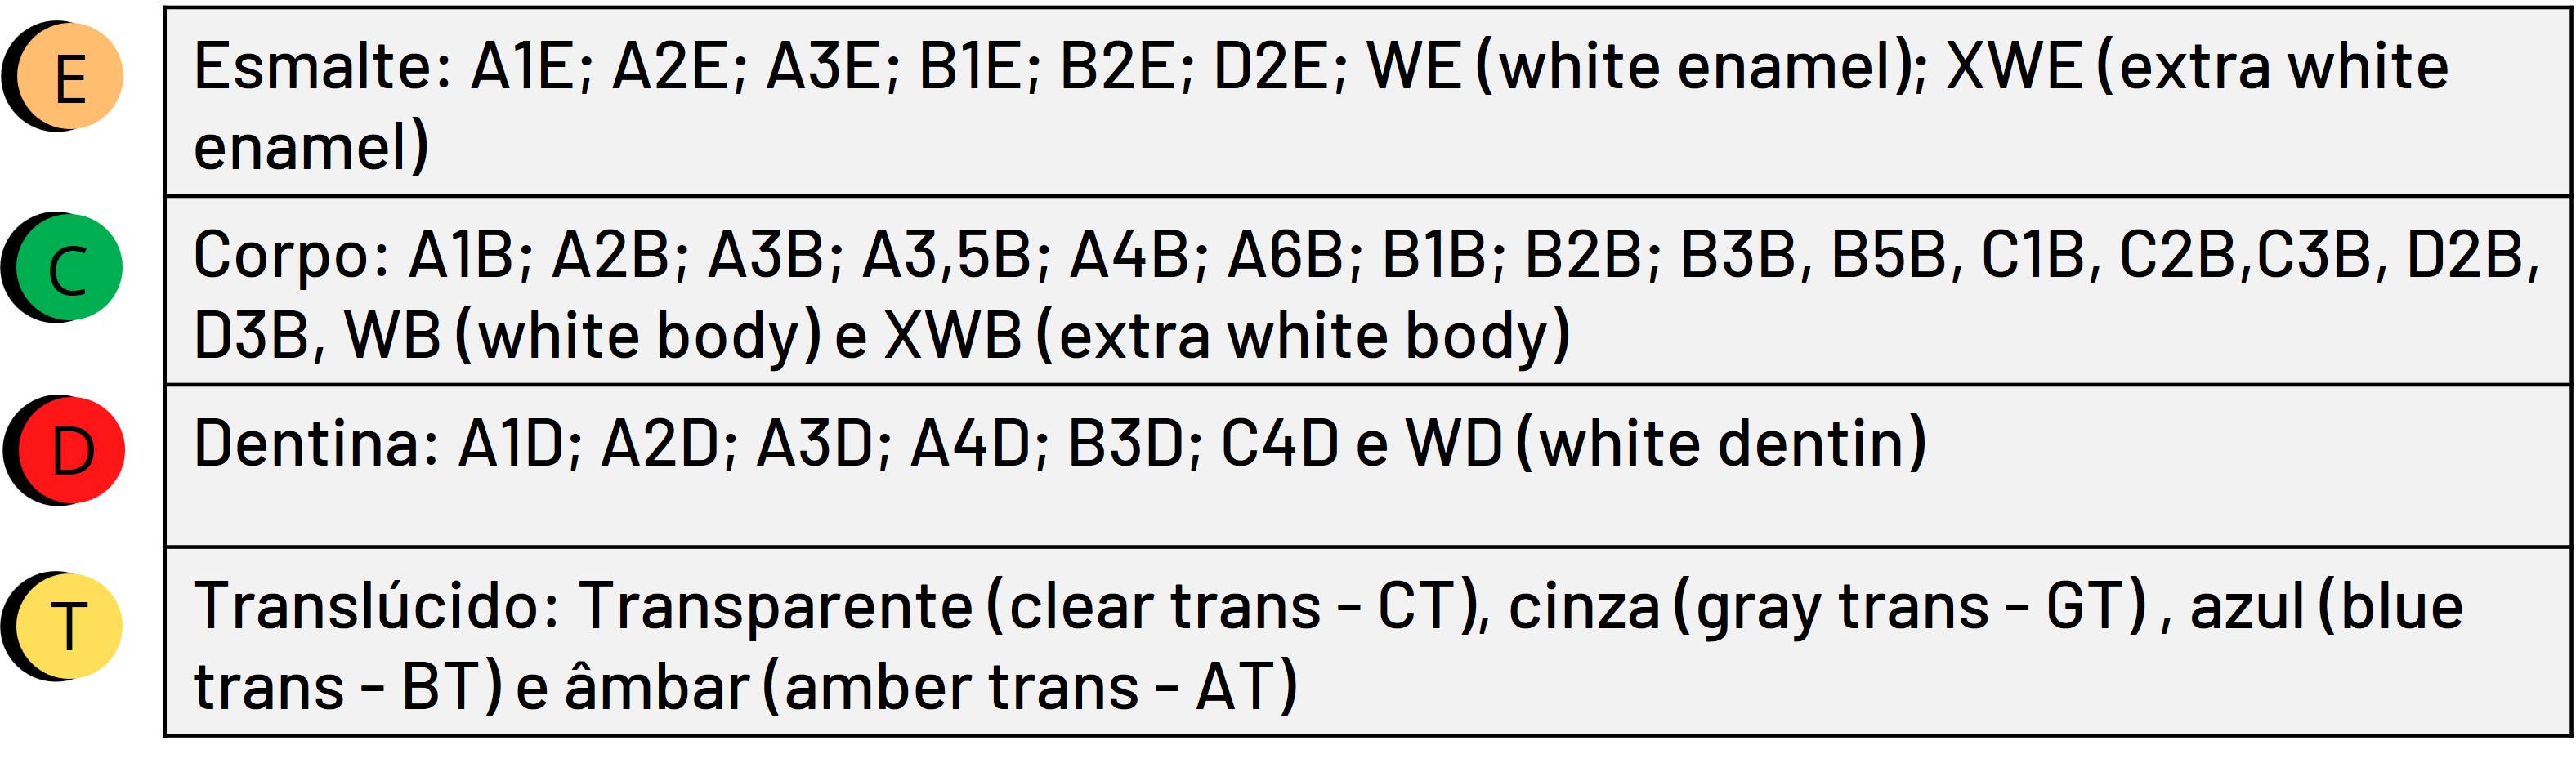 E
Esmalte: A1E; A2E; A3E; B1E; B2E; D2E; WE (white enamel); XWE (extra white
enamel)
C
Corpo: A1B; A2B; A3B; A3,5B; A4B; A6B; B1B; B2B; B3B, B5B, C1B, C2B,C3B, D2B,
D3B, WB (white body) e XWB (extra white body)
D
Dentina: A1D; A2D; A3D; A4D; B3D; C4D e WD (white dentin)
T
Translúcido: Transparente (clear trans - CT), cinza (gray trans - GT) , azul (blue
trans - BT) e âmbar (amber trans - AT)